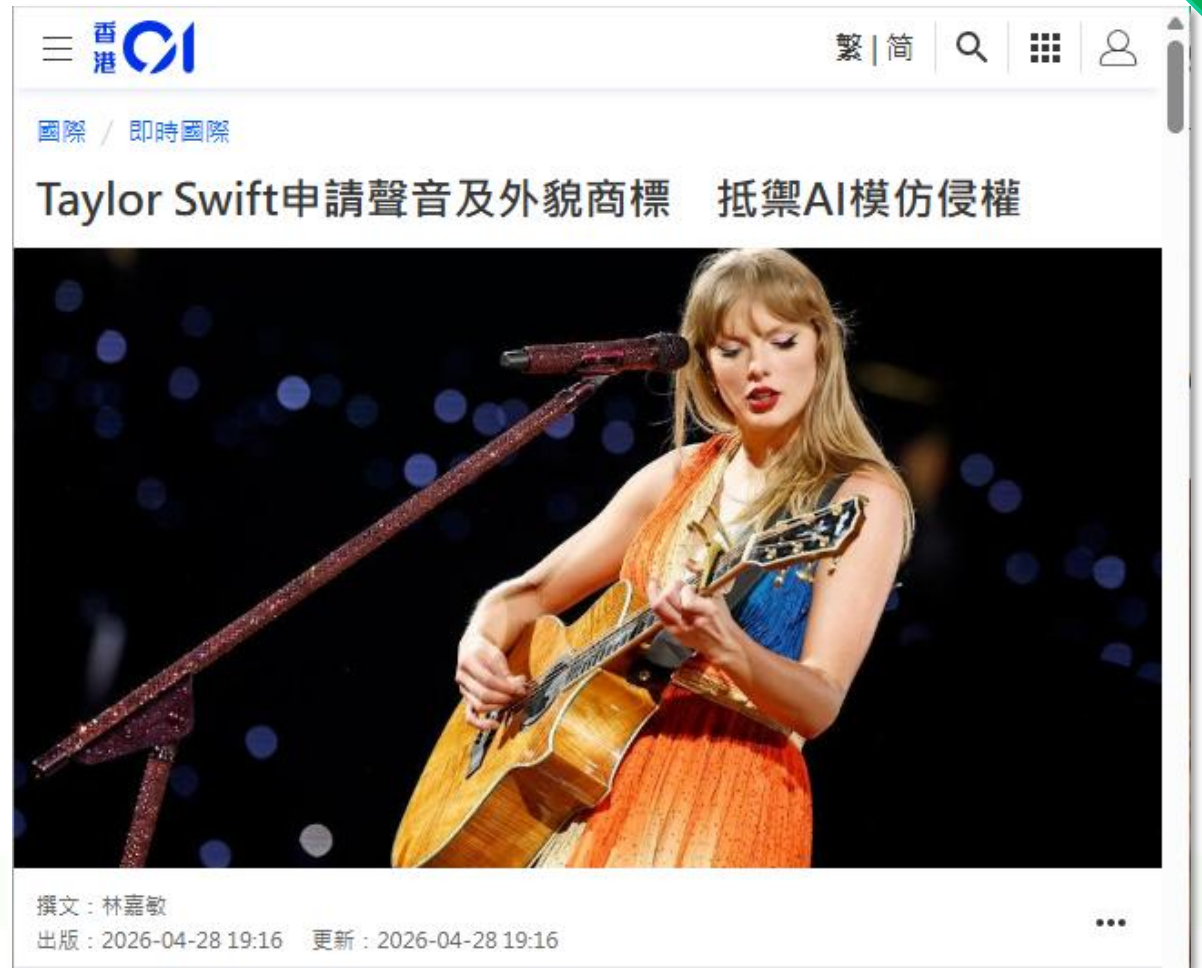 香港01
繁 | 简
國際 / 即時國際
Taylor Swift申請聲音及外貌商標　抵禦AI模仿侵權
撰文：林嘉敏
出版：2026-04-28 19:16　更新：2026-04-28 19:16